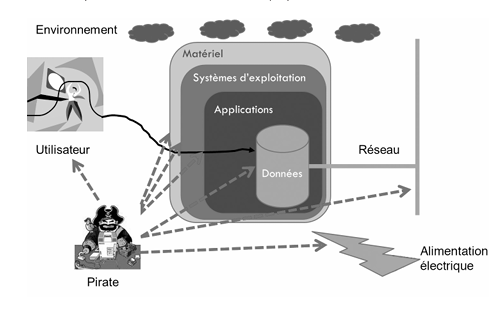 Environnement
Matériel
Systèmes d'exploitation
Applications
Utilisateur
Données
Réseau
Pirate
Alimentation
électrique